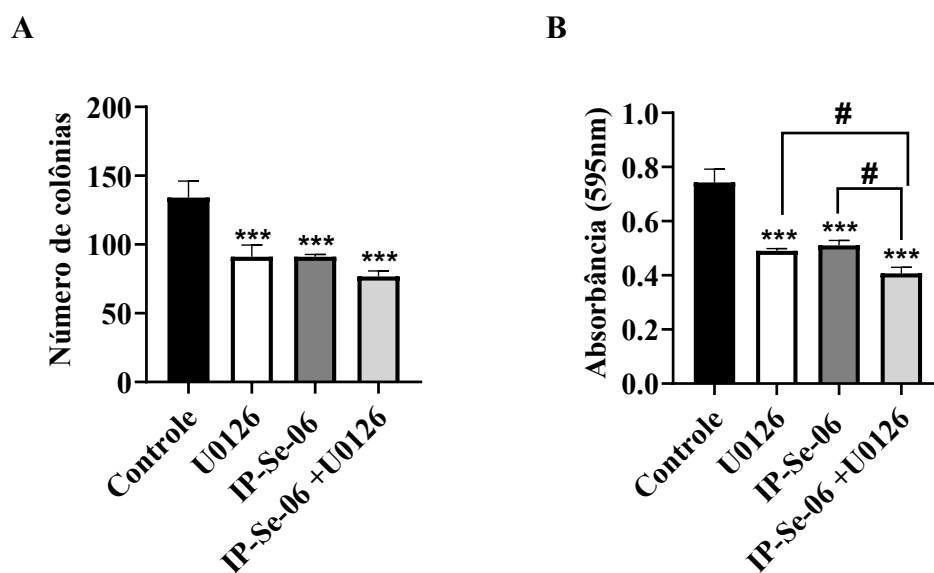 A
Número de colônias
200
150
100
50
0
***
***
***
Controle
U0126
IP-Se-06
IP-Se-06 +U0126
B
Absorbância (595nm)
1.0
0.8
0.6
0.4
0.2
0.0
#
#
***
***
***
Controle
U0126
IP-Se-06
IP-Se-06 +U0126